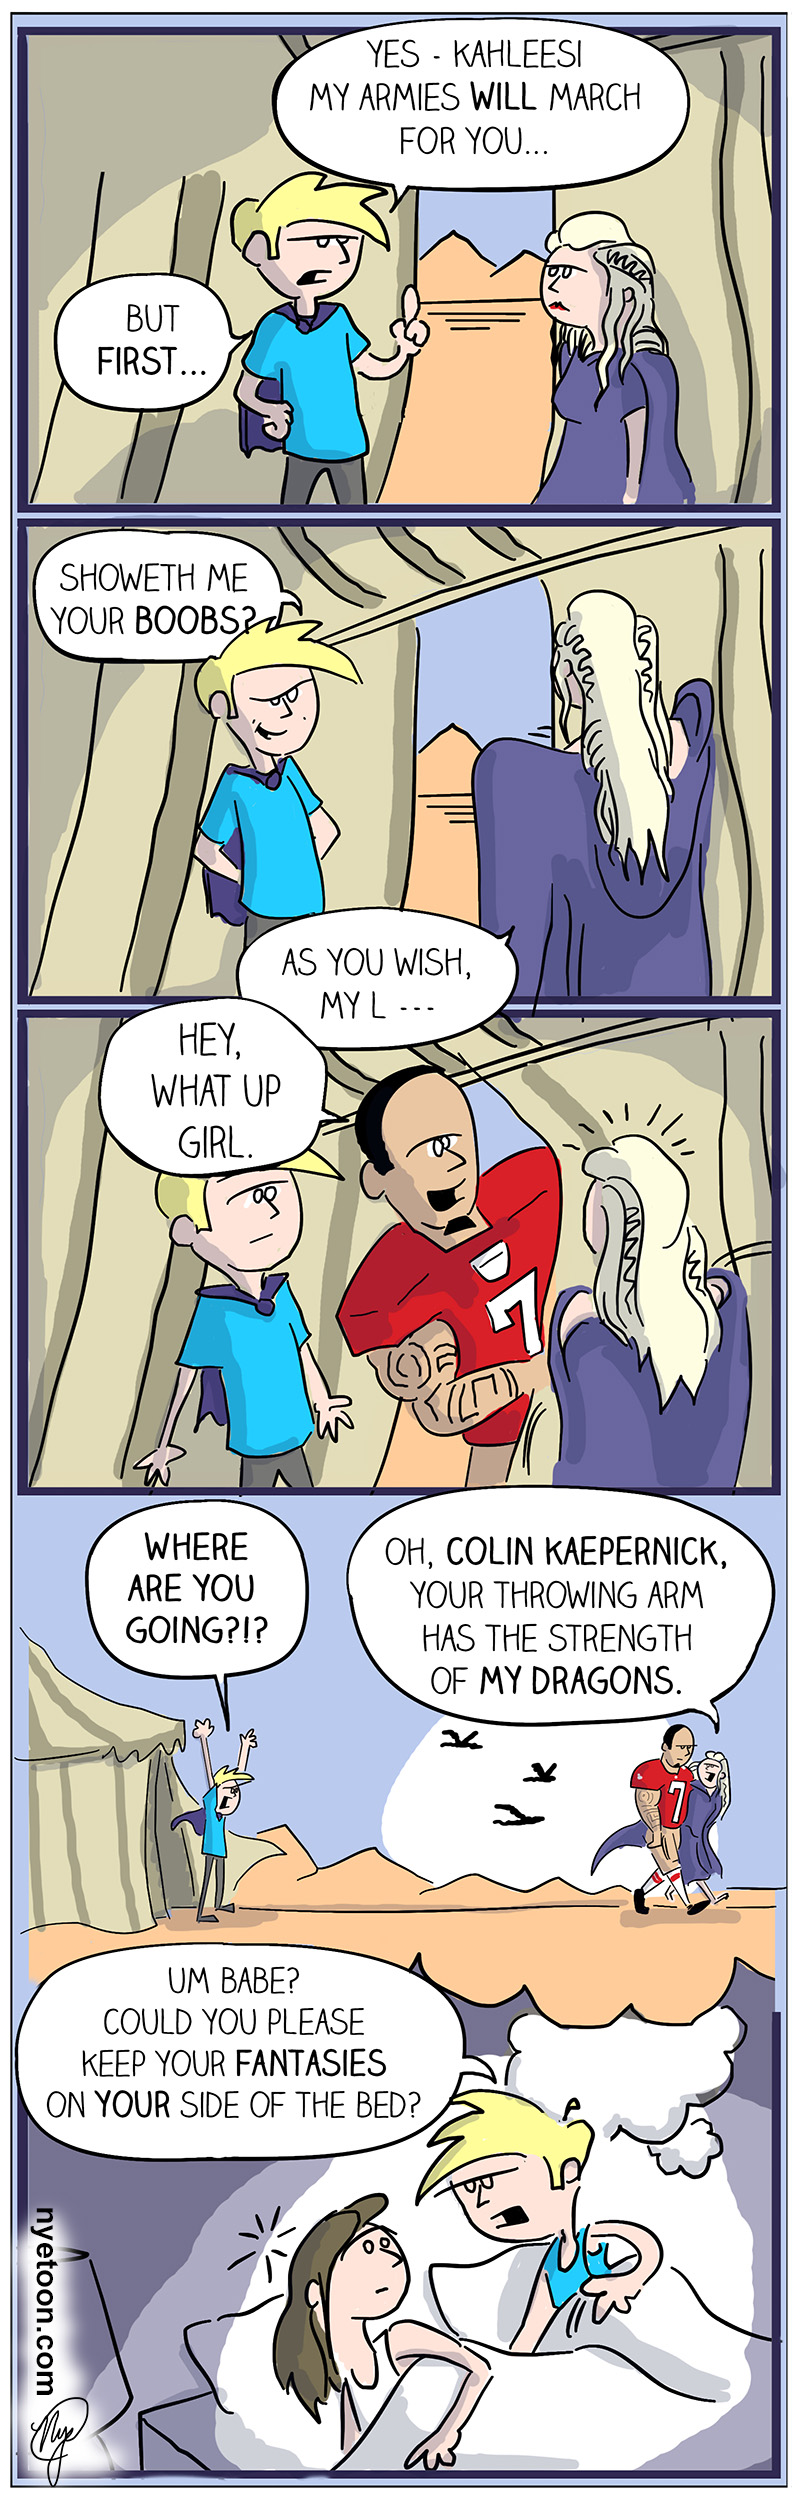 YES - KAHLEESI
MY ARMIES WILL MARCH
FOR YOU...
BUT
FIRST...
SHOWETH ME
YOUR BOOBS?
AS YOU WISH,
MY L ---
HEY,
WHAT UP
GIRL.
7
WHERE
ARE YOU
GOING?!?
OH, COLIN KAEPERNICK,
YOUR THROWING ARM
HAS THE STRENGTH
OF MY DRAGONS.
7
UM BABE?
COULD YOU PLEASE
KEEP YOUR FANTASIES
ON YOUR SIDE OF THE BED?
nyetoon.com
Nye